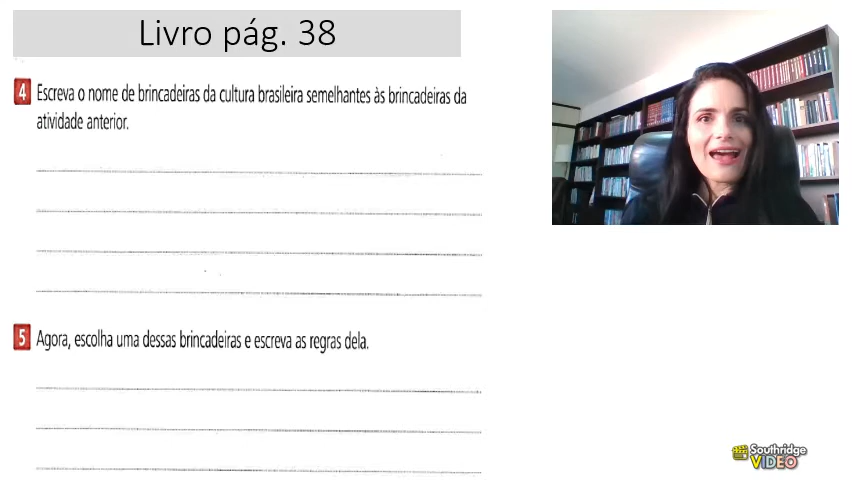 Livro pág. 38
4 Escreva o nome de brincadeiras da cultura brasileira semelhantes às brincadeiras da
atividade anterior.
5 Agora, escolha uma dessas brincadeiras e escreva as regras dela.
Southridge
VIDEO